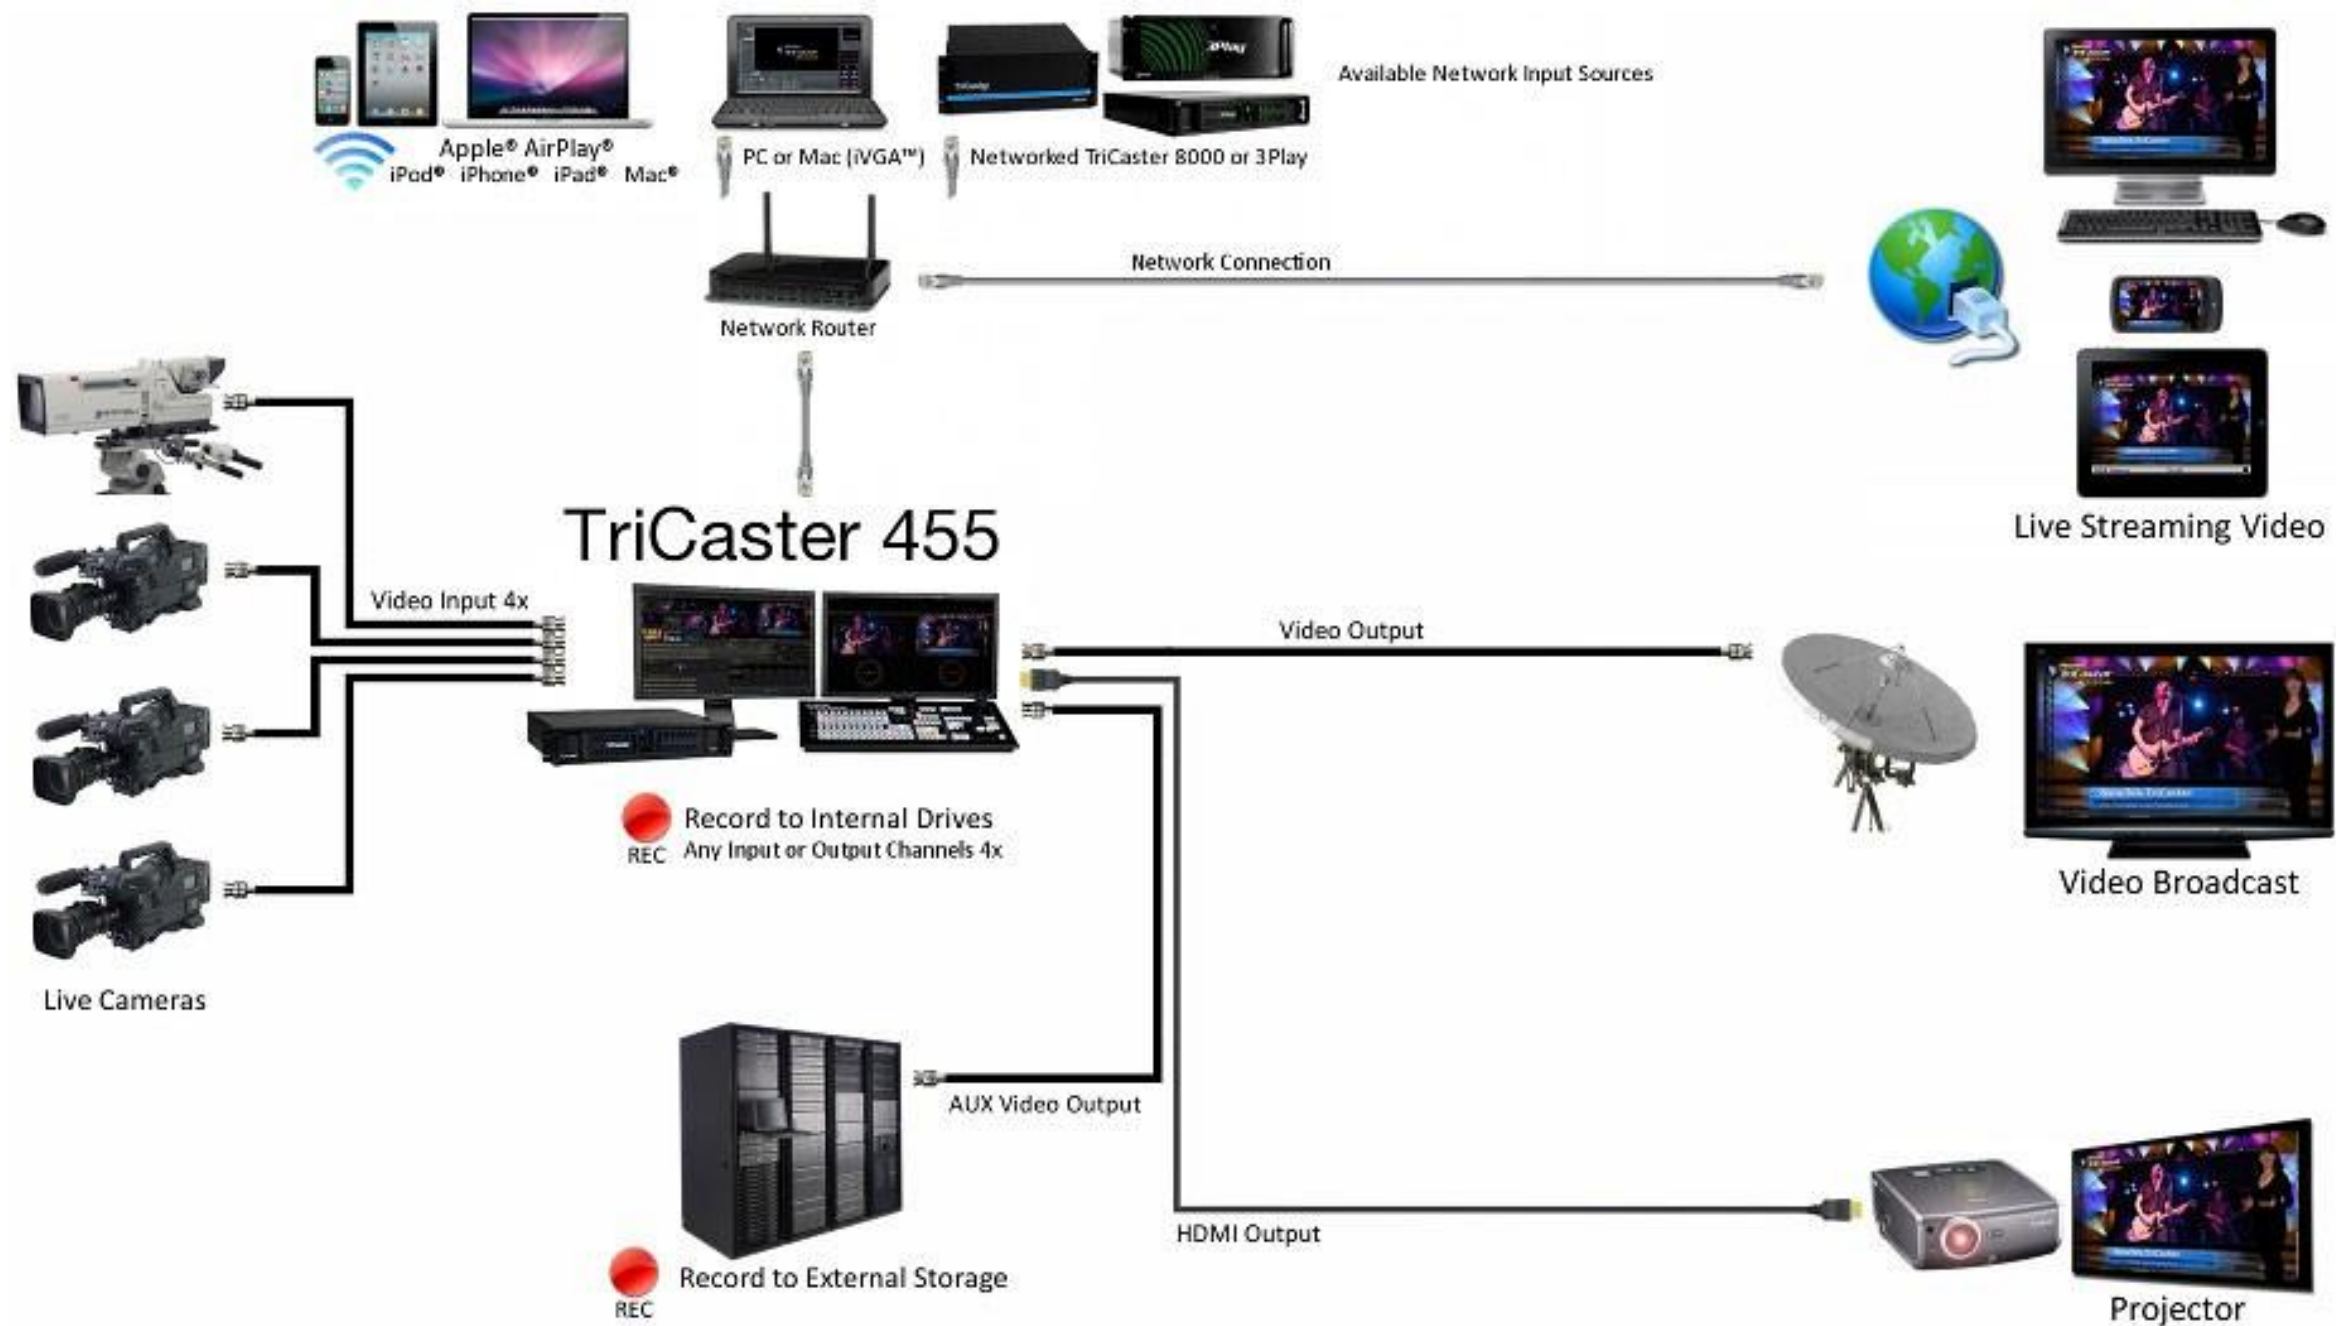 Available Network Input Sources
Apple® AirPlay®
iPod® iPhone® iPad® Mac®
PC or Mac (iVGA™)
Networked TriCaster 8000 or 3Play
TriCaster
3Play
Network Connection
Network Router
Live Streaming Video
TriCaster 455
Video Input 4x
Video Output
Video Broadcast
Record to Internal Drives
REC
Any Input or Output Channels 4x
Live Cameras
AUX Video Output
HDMI Output
Record to External Storage
REC
Projector